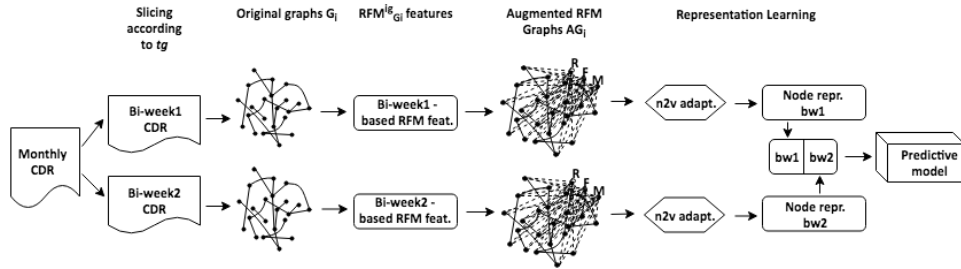 Slicing
according
to tg
Original graphs Gi
RFM^ig_Gi features
Augmented RFM
Graphs AGi
Representation Learning
Monthly
CDR
Bi-week1
CDR
Bi-week1 -
based RFM feat.
R
F
M
n2v adapt.
Node repr.
bw1
bw1
bw2
Predictive
model
Bi-week2
CDR
Bi-week2 -
based RFM feat.
R
F
M
n2v adapt.
Node repr.
bw2